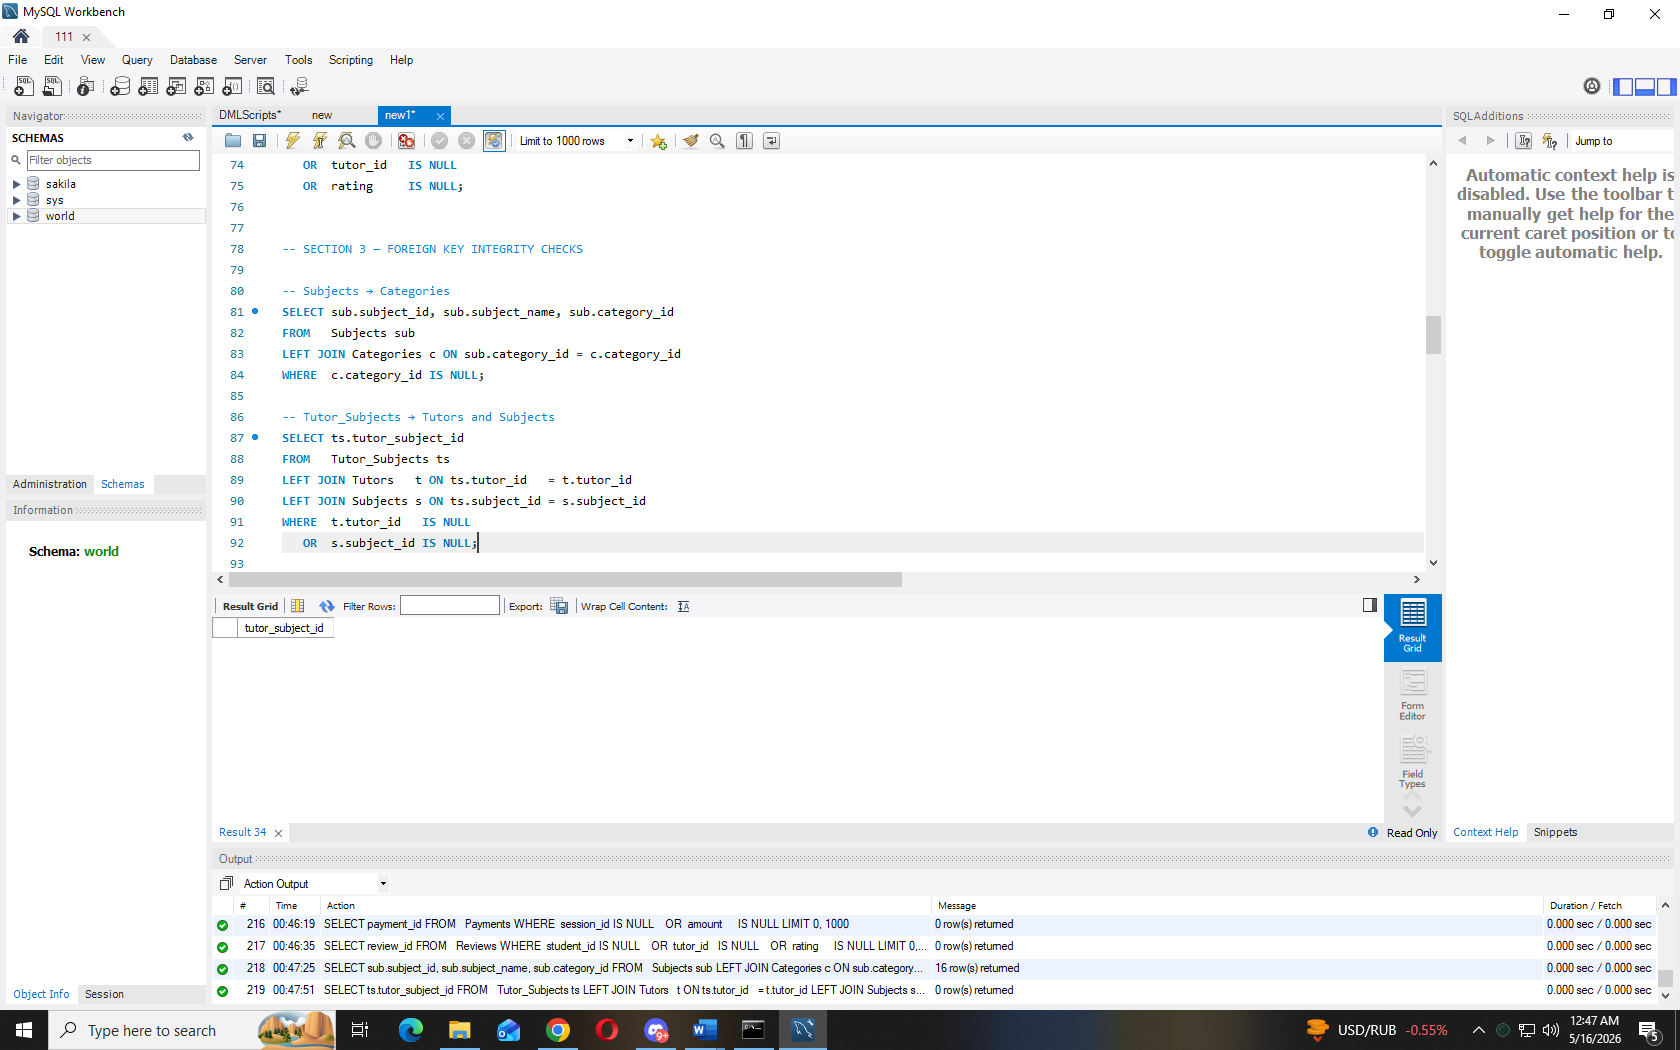 MySQL Workbench
111
File Edit View Query Database Server Tools Scripting Help
Navigator
SCHEMAS
Filter objects
sakila
sys
world
Administration Schemas
Information
Schema: world
Object Info Session
DMLScripts* new new1*
Limit to 1000 rows
74 OR tutor_id IS NULL
75 OR rating IS NULL;
76
77
78 -- SECTION 3 — FOREIGN KEY INTEGRITY CHECKS
79
80 -- Subjects → Categories
81 SELECT sub.subject_id, sub.subject_name, sub.category_id
82 FROM Subjects sub
83 LEFT JOIN Categories c ON sub.category_id = c.category_id
84 WHERE c.category_id IS NULL;
85
86 -- Tutor_Subjects → Tutors and Subjects
87 SELECT ts.tutor_subject_id
88 FROM Tutor_Subjects ts
89 LEFT JOIN Tutors t ON ts.tutor_id = t.tutor_id
90 LEFT JOIN Subjects s ON ts.subject_id = s.subject_id
91 WHERE t.tutor_id IS NULL
92 OR s.subject_id IS NULL;
93
Result Grid Filter Rows: Export: Wrap Cell Content:
tutor_subject_id
Result Grid
Form Editor
Field Types
Result 34
Read Only
SQLAdditions
Jump to
Automatic context help is
disabled. Use the toolbar t
manually get help for the
current caret position or to
toggle automatic help.
Context Help Snippets
Output
Action Output
# Time Action Message Duration / Fetch
216 00:46:19 SELECT payment_id FROM Payments WHERE session_id IS NULL OR amount IS NULL LIMIT 0, 1000 0 row(s) returned 0.000 sec / 0.000 sec
217 00:46:35 SELECT review_id FROM Reviews WHERE student_id IS NULL OR tutor_id IS NULL OR rating IS NULL LIMIT 0,... 0 row(s) returned 0.000 sec / 0.000 sec
218 00:47:25 SELECT sub.subject_id, sub.subject_name, sub.category_id FROM Subjects sub LEFT JOIN Categories c ON sub.category... 16 row(s) returned 0.000 sec / 0.000 sec
219 00:47:51 SELECT ts.tutor_subject_id FROM Tutor_Subjects ts LEFT JOIN Tutors t ON ts.tutor_id = t.tutor_id LEFT JOIN Subjects s... 0 row(s) returned 0.000 sec / 0.000 sec
Type here to search
9+
USD/RUB -0.55%
12:47 AM
5/16/2026
5